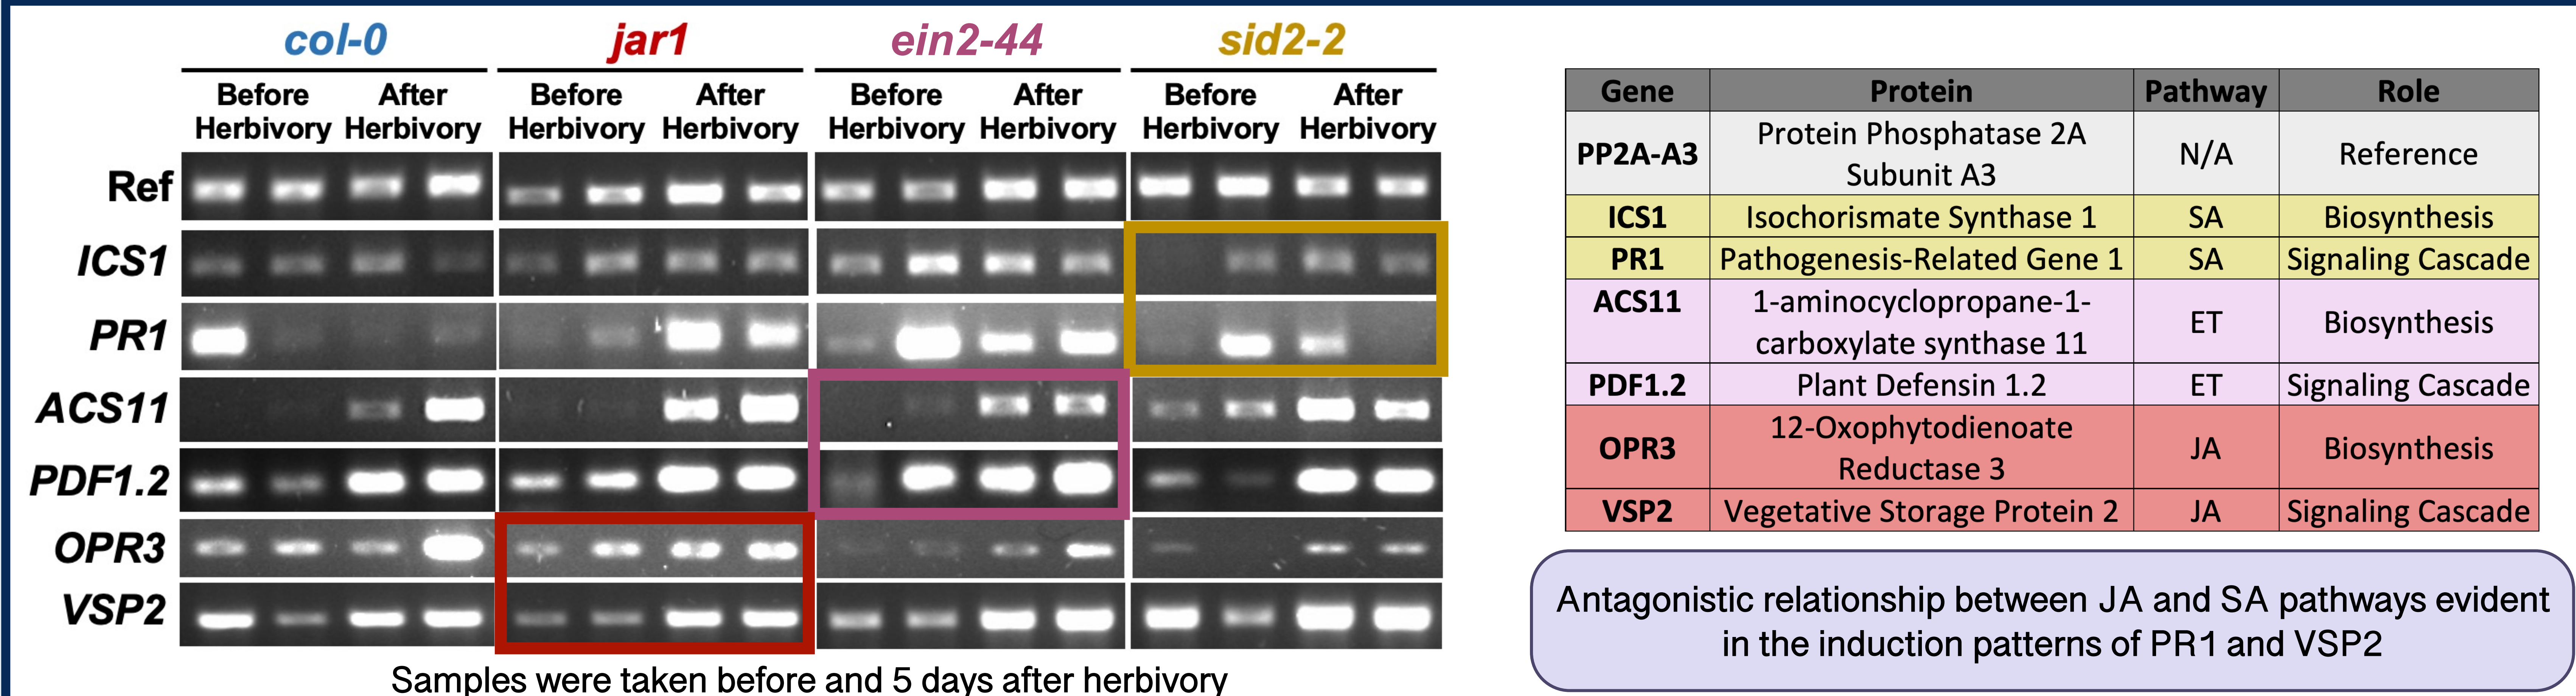 col-0 jar1 ein2-44 sid2-2
Before After Before After Before After Before After
Herbivory Herbivory Herbivory Herbivory Herbivory Herbivory Herbivory Herbivory
Ref
ICS1
PR1
ACS11
PDF1.2
OPR3
VSP2
Samples were taken before and 5 days after herbivory
Gene Protein Pathway Role
PP2A-A3 Protein Phosphatase 2A N/A Reference
Subunit A3
ICS1 Isochorismate Synthase 1 SA Biosynthesis
PR1 Pathogenesis-Related Gene 1 SA Signaling Cascade
ACS11 1-aminocyclopropane-1- ET Biosynthesis
carboxylate synthase 11
PDF1.2 Plant Defensin 1.2 ET Signaling Cascade
OPR3 12-Oxophytodienoate JA Biosynthesis
Reductase 3
VSP2 Vegetative Storage Protein 2 JA Signaling Cascade
Antagonistic relationship between JA and SA pathways evident
in the induction patterns of PR1 and VSP2